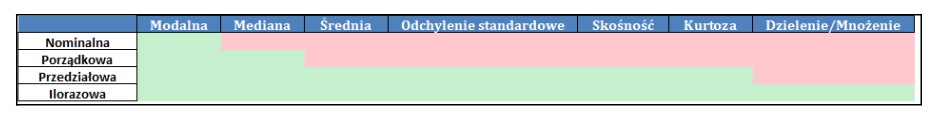 Modalna Mediana Średnia Odchylenie standardowe Skośność Kurtoza Dzielenie/Mnożenie
Nominalna
Porządkowa
Przedziałowa
Ilorazowa